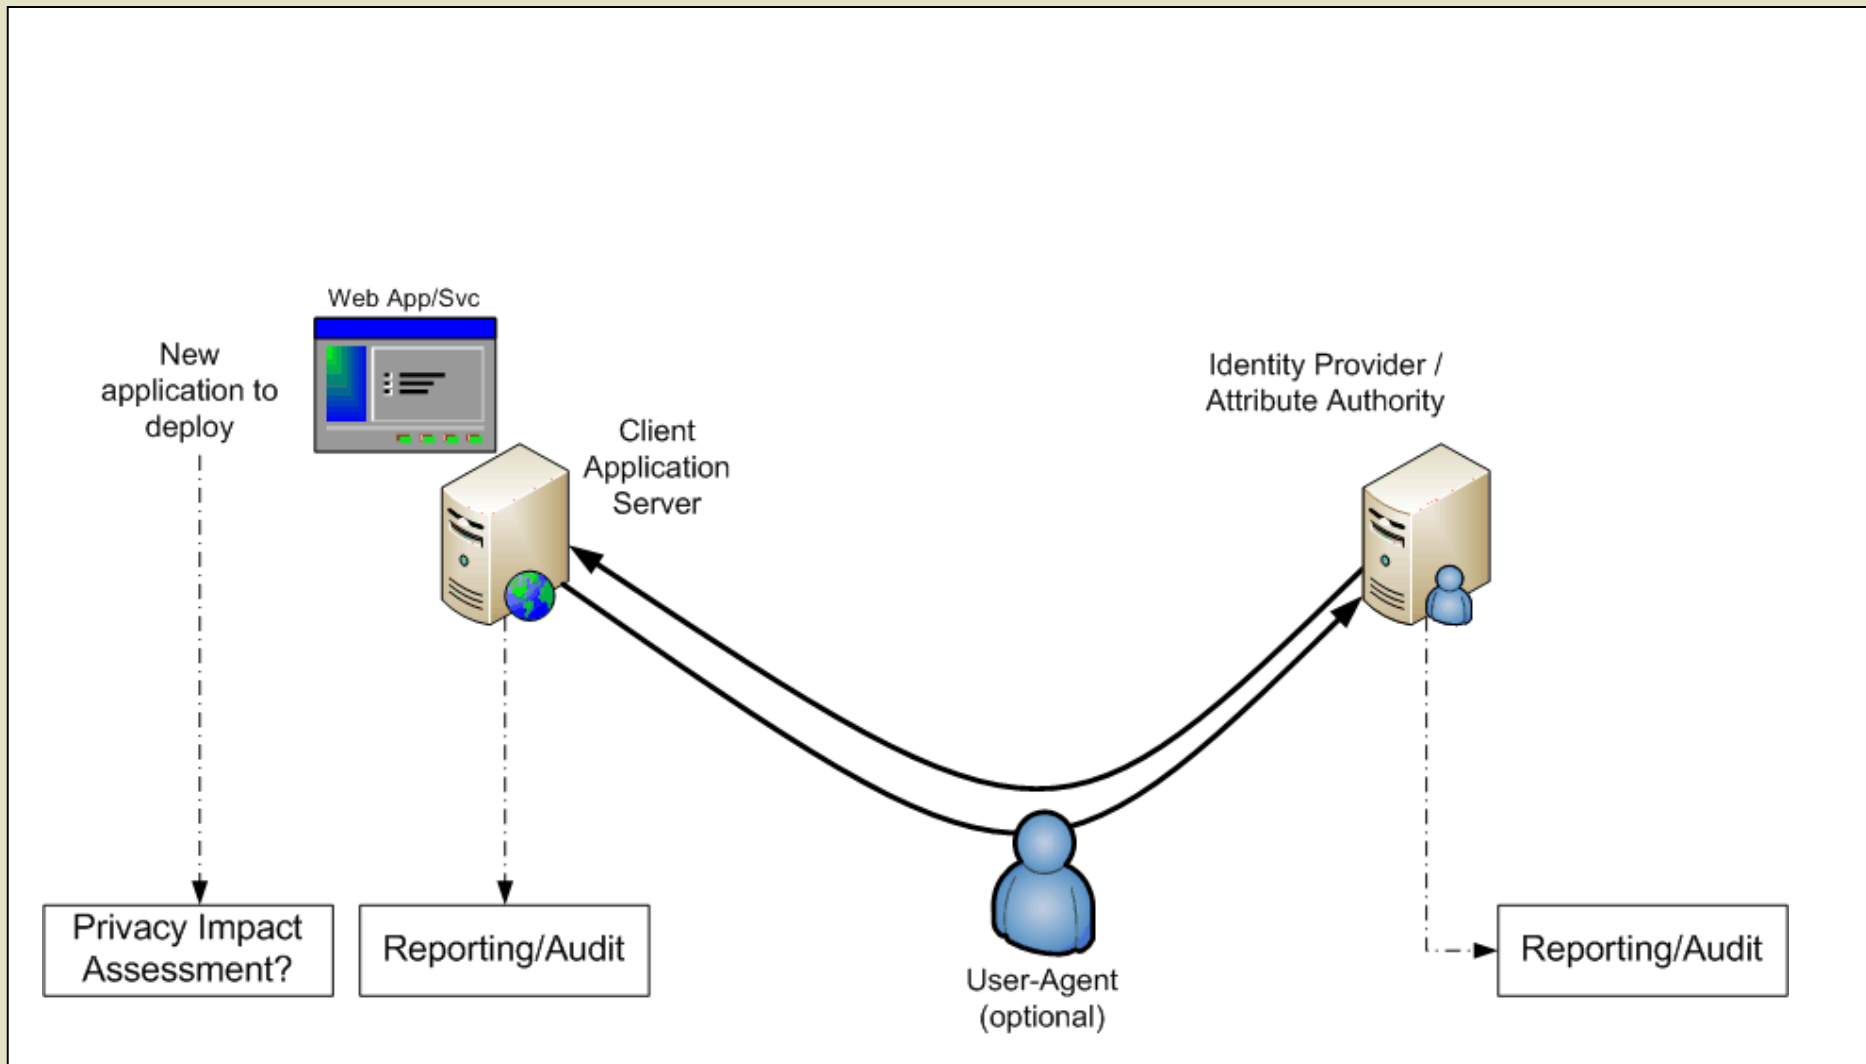 Web App/Svc
New
application to
deploy
Client
Application
Server
Identity Provider /
Attribute Authority
Privacy Impact
Assessment?
Reporting/Audit
User-Agent
(optional)
Reporting/Audit